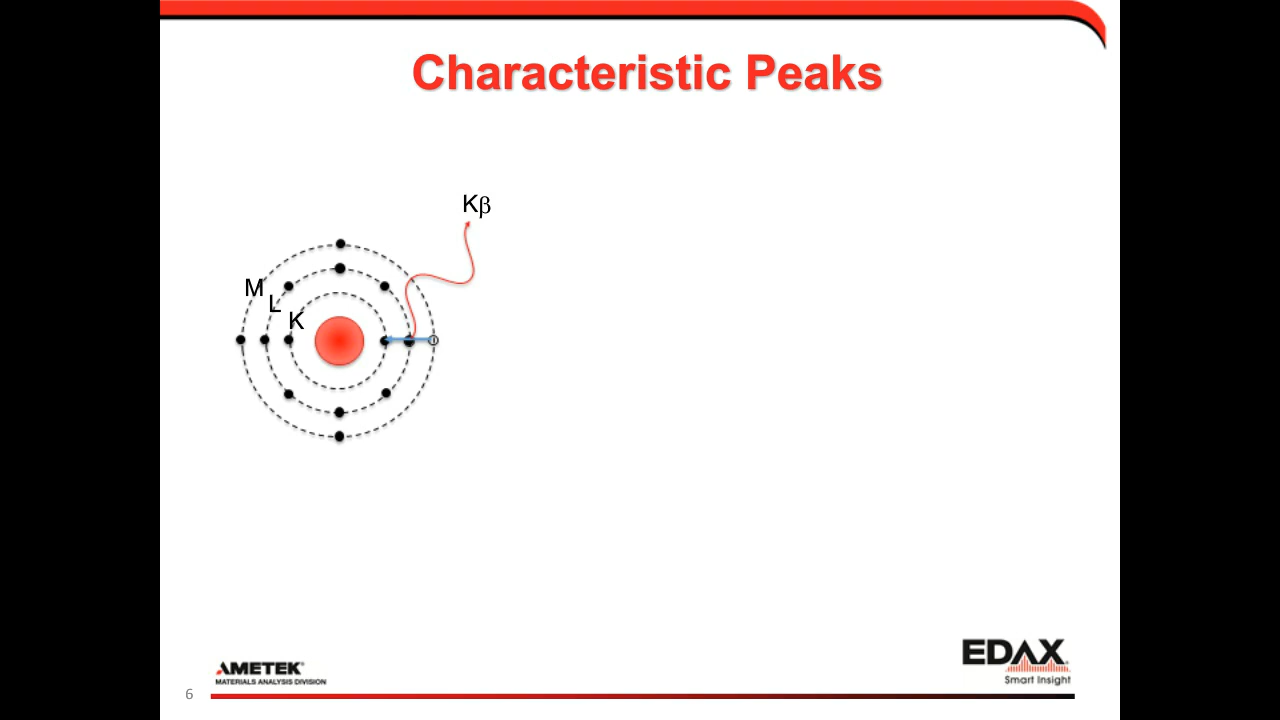 Characteristic Peaks
Kβ
M
L
K
EDAX
Smart Insight
AMETEK®
MATERIALS ANALYSIS DIVISION
6